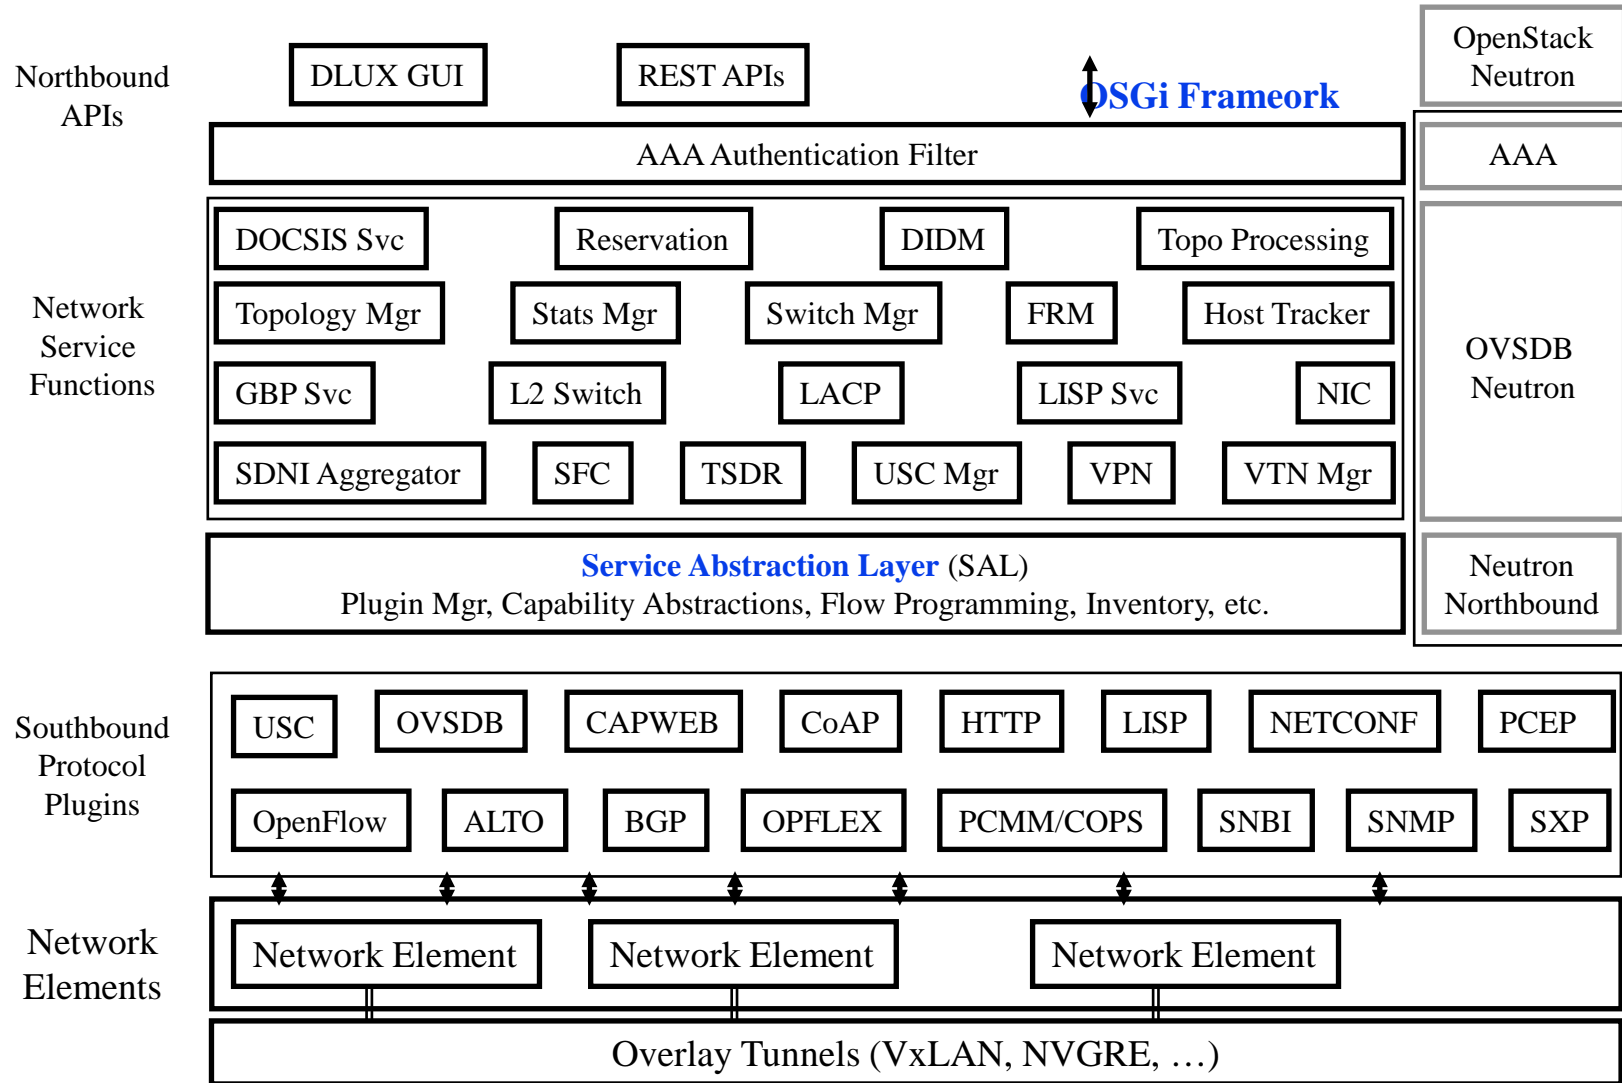 Northbound
APIs
DLUX GUI
REST APIs
OSGi Frameork
OpenStack
Neutron
AAA Authentication Filter
AAA
Network
Service
Functions
DOCSIS Svc
Reservation
DIDM
Topo Processing
Topology Mgr
Stats Mgr
Switch Mgr
FRM
Host Tracker
GBP Svc
L2 Switch
LACP
LISP Svc
NIC
SDNI Aggregator
SFC
TSDR
USC Mgr
VPN
VTN Mgr
OVSDB
Neutron
Service Abstraction Layer (SAL)
Plugin Mgr, Capability Abstractions, Flow Programming, Inventory, etc.
Neutron
Northbound
Southbound
Protocol
Plugins
USC
OVSDB
CAPWEB
CoAP
HTTP
LISP
NETCONF
PCEP
OpenFlow
ALTO
BGP
OPFLEX
PCMM/COPS
SNBI
SNMP
SXP
Network
Elements
Network Element
Network Element
Network Element
Overlay Tunnels (VxLAN, NVGRE, …)